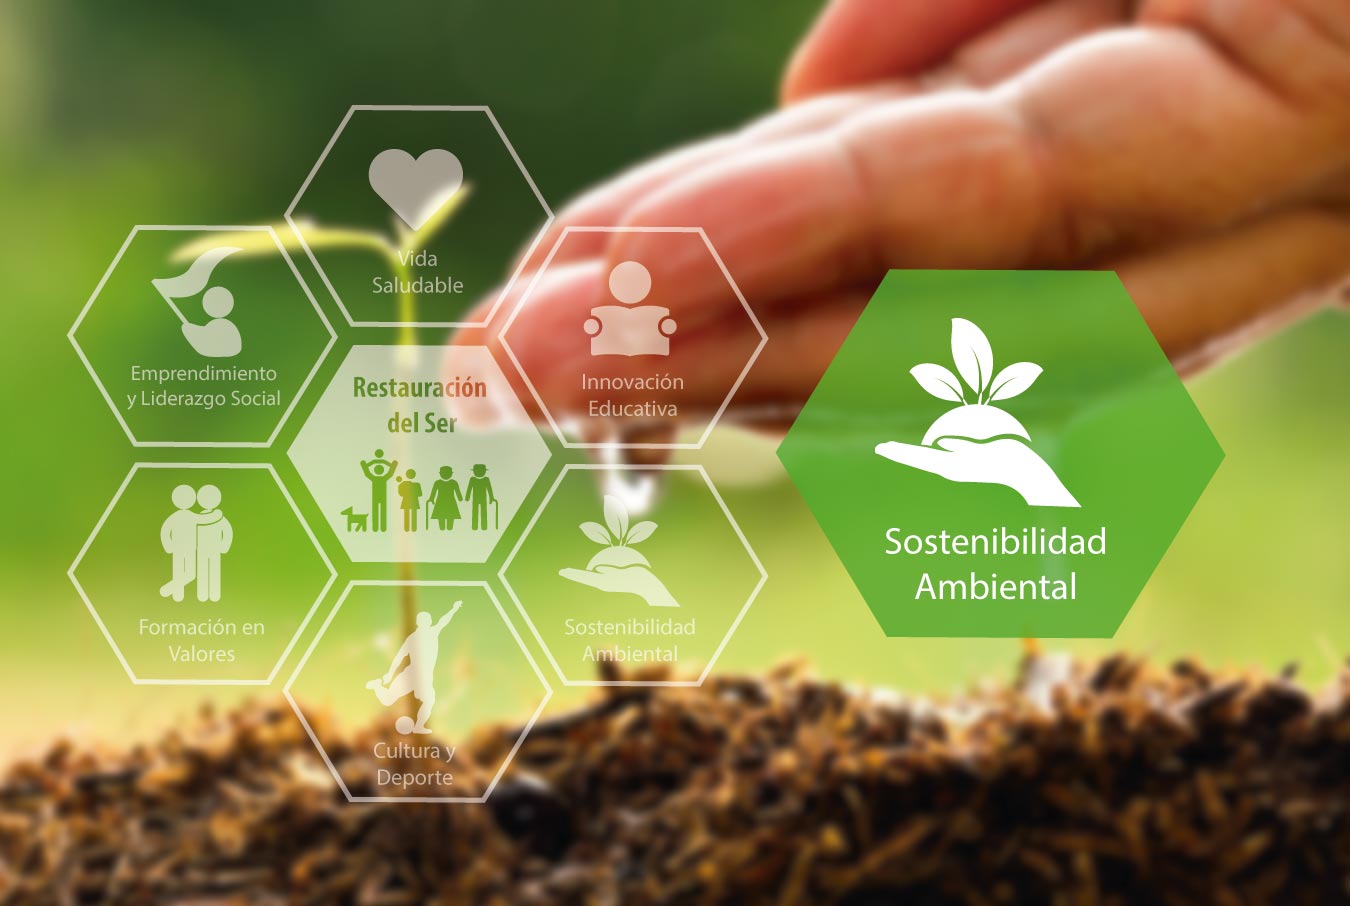 Vida
Saludable
Emprendimiento
y Liderazgo Social
Innovación
Educativa
Restauración
del Ser
Formación en
Valores
Sostenibilidad
Ambiental
Cultura y
Deporte
Sostenibilidad
Ambiental